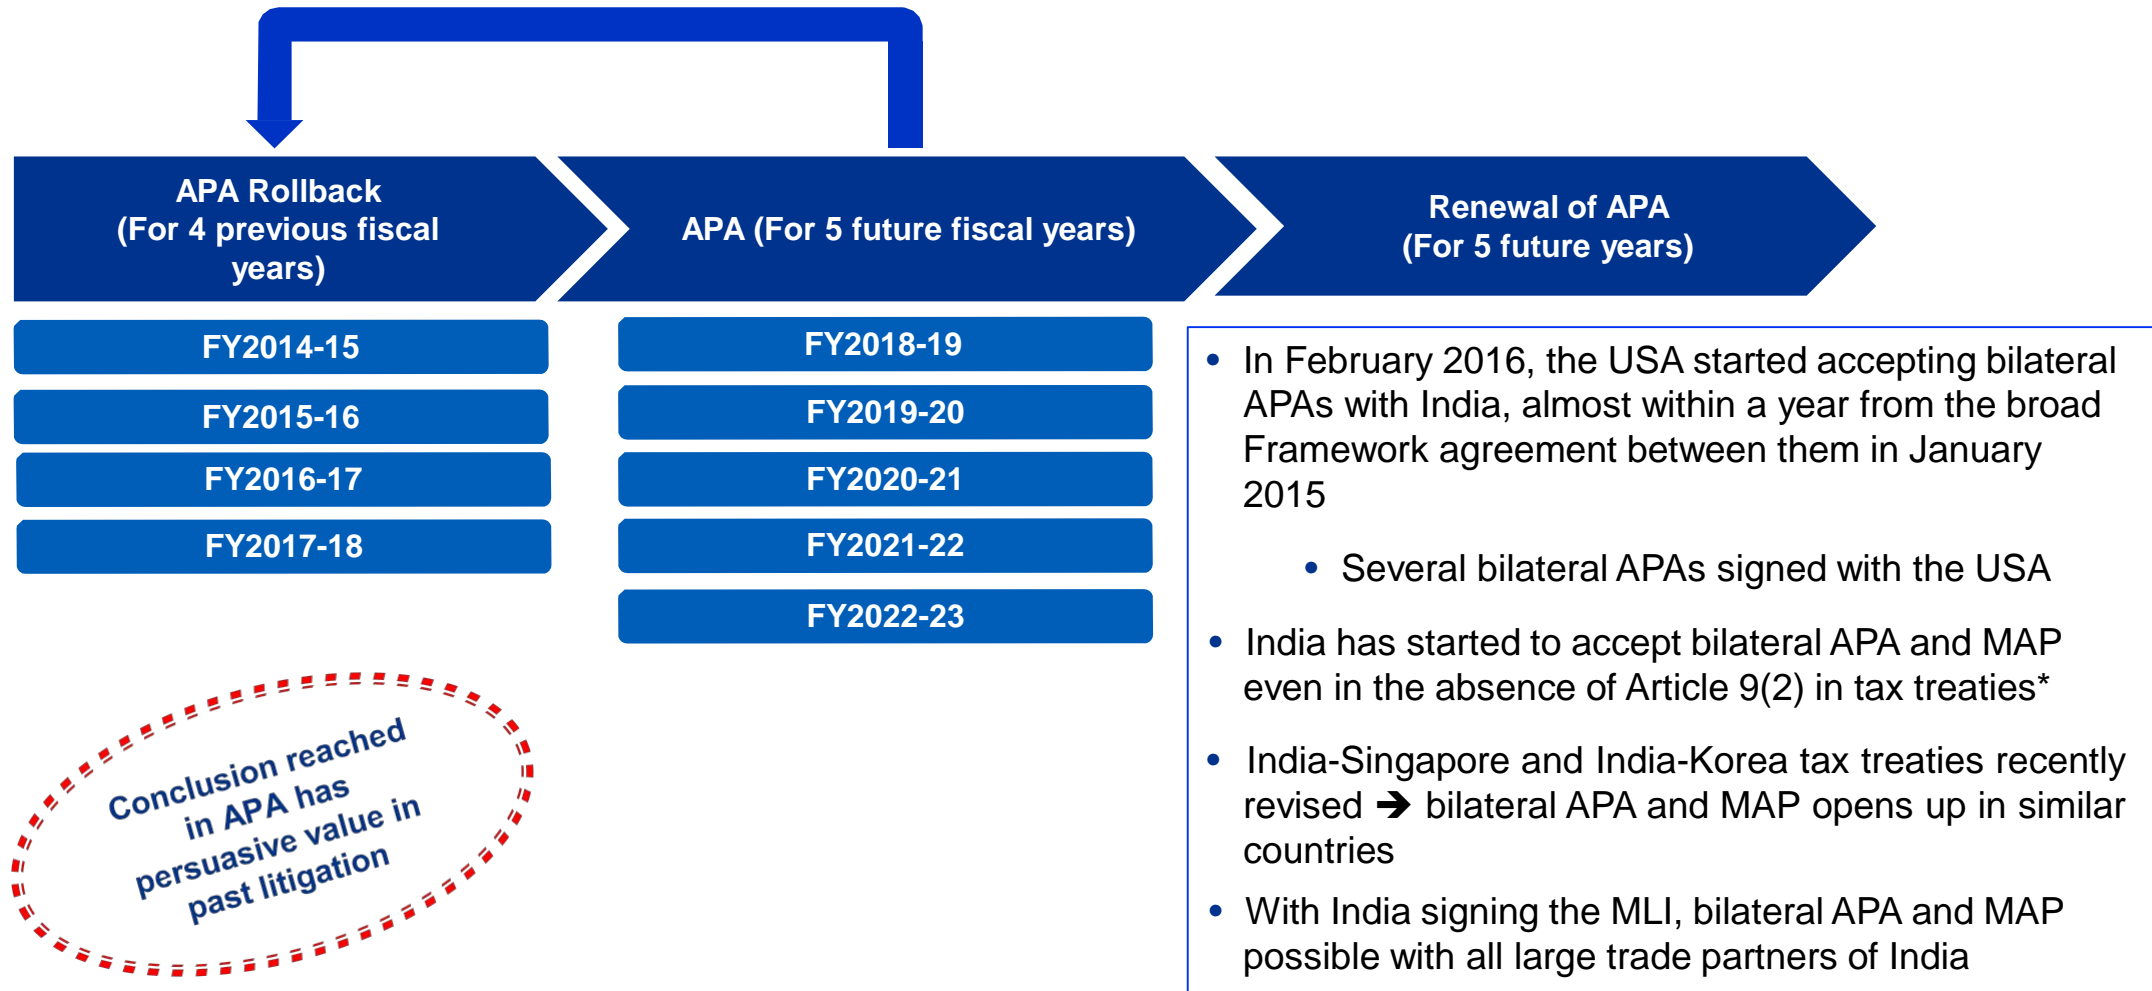 APA Rollback
(For 4 previous fiscal
years)
APA (For 5 future fiscal years)
Renewal of APA
(For 5 future years)
FY2014-15
FY2015-16
FY2016-17
FY2017-18
FY2018-19
FY2019-20
FY2020-21
FY2021-22
FY2022-23
Conclusion reached
in APA has
persuasive value in
past litigation
• In February 2016, the USA started accepting bilateral
APAs with India, almost within a year from the broad
Framework agreement between them in January
2015
• Several bilateral APAs signed with the USA
• India has started to accept bilateral APA and MAP
even in the absence of Article 9(2) in tax treaties*
• India-Singapore and India-Korea tax treaties recently
revised ➔ bilateral APA and MAP opens up in similar
countries
• With India signing the MLI, bilateral APA and MAP
possible with all large trade partners of India